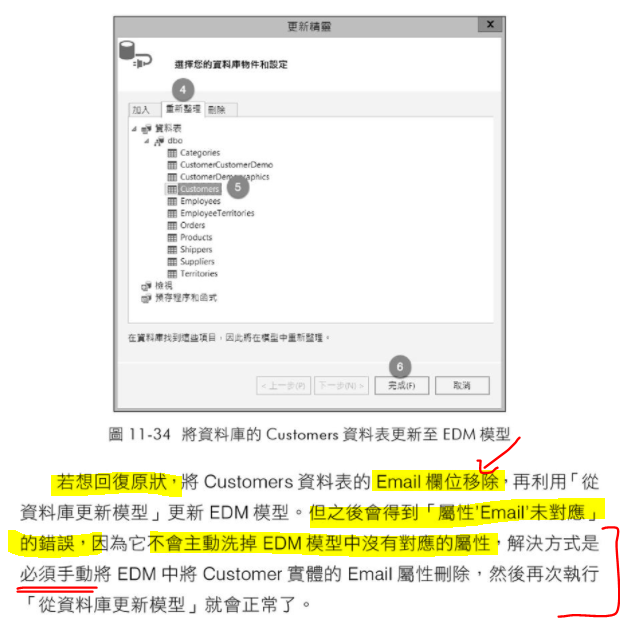 更新精靈
x
選擇您的資料庫物件和設定
4
加入 重新整理 刪除
資料表
dbo
Categories
CustomerCustomerDemo
CustomerDemographics
Customers 5
Employees
EmployeeTerritories
Orders
Products
Shippers
Suppliers
Territories
檢視
預存程序和函式
在資料庫找到這些項目，因此將在模型中重新整理。
6
< 上一步(P) 下一步(N) > 完成(F) 取消
圖 11-34 將資料庫的 Customers 資料表更新至 EDM 模型
若想回復原狀，將 Customers 資料表的 Email 欄位移除，再利用「從
資料庫更新模型」更新 EDM 模型。但之後會得到「屬性'Email'未對應」
的錯誤，因為它不會主動洗掉 EDM 模型中沒有對應的屬性，解決方式是
必須手動將 EDM 中將 Customer 實體的 Email 屬性刪除，然後再次執行
「從資料庫更新模型」就會正常了。